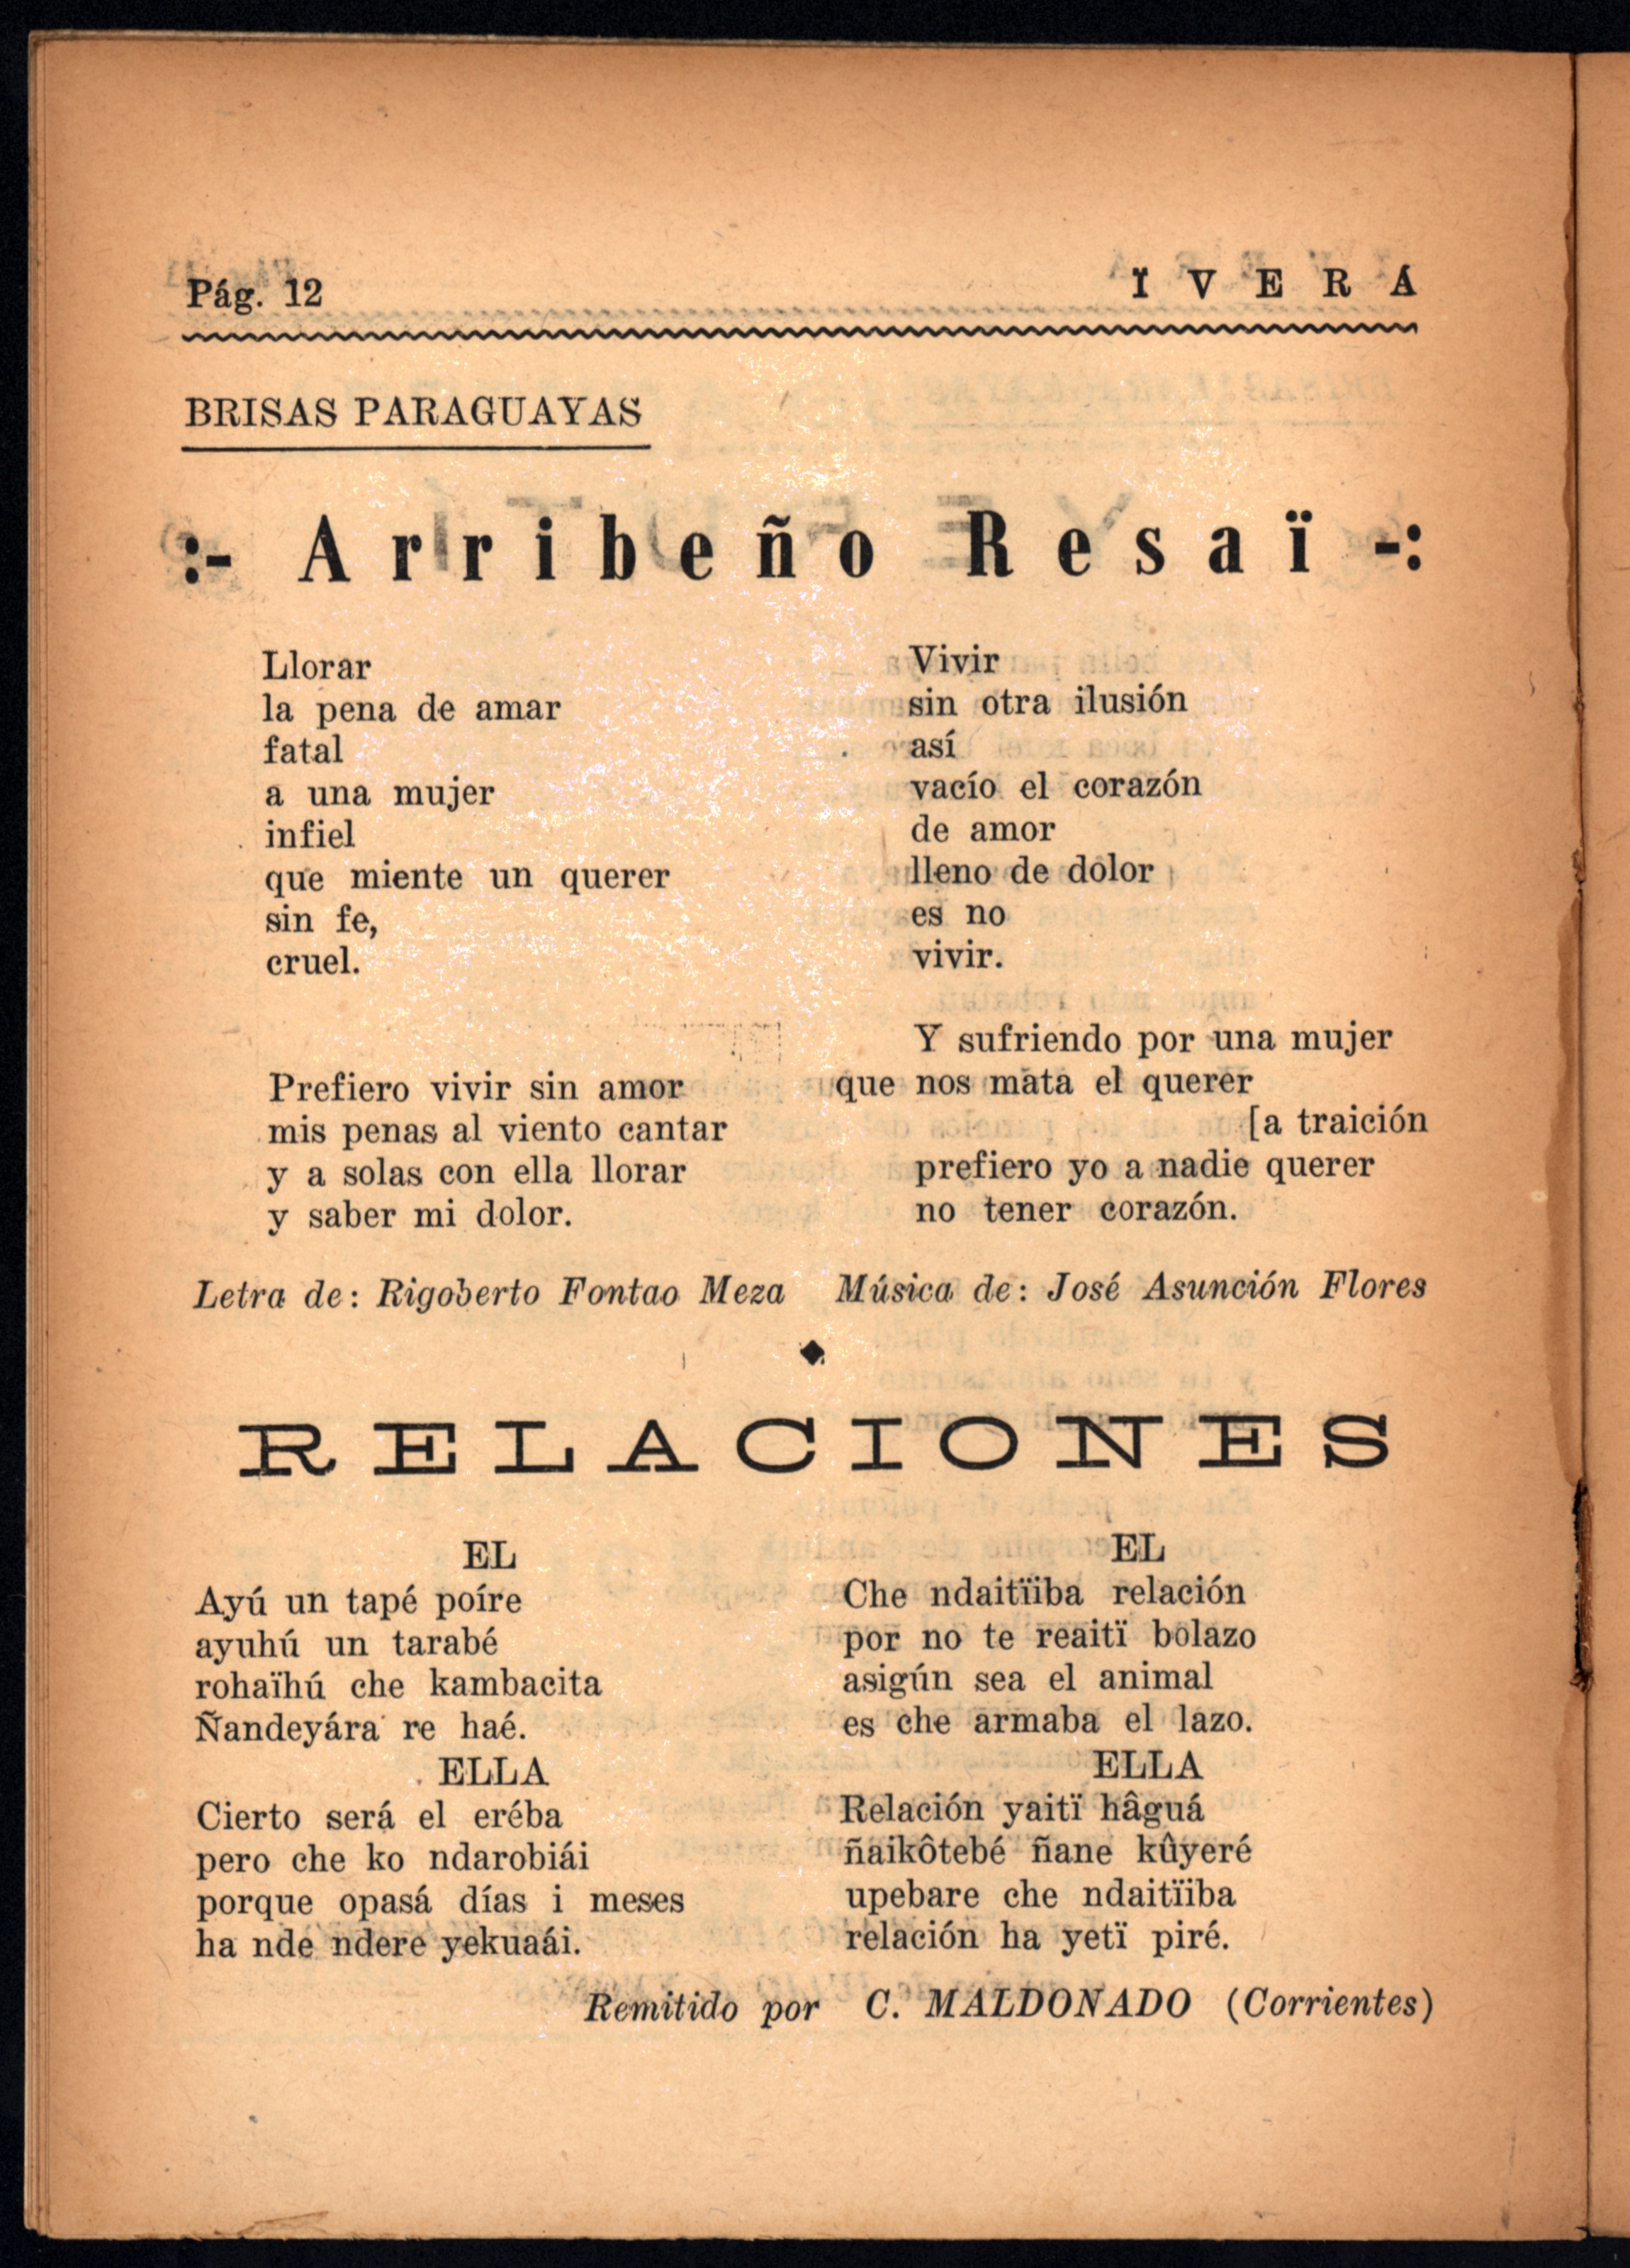 Pág. 12
Ï V E R Á
BRISAS PARAGUAYAS
:- Arribeño Resaï -:
Llorar
la pena de amar
fatal
a una mujer
infiel
que miente un querer
sin fe,
cruel.
Prefiero vivir sin amor
mis penas al viento cantar
y a solas con ella llorar
y saber mi dolor.
Vivir
sin otra ilusión
así
vacío el corazón
de amor
lleno de dolor
es no
vivir.
Y sufriendo por una mujer
que nos mata el querer
[a traición
prefiero yo a nadie querer
no tener corazón.
Letra de: Rigoberto Fontao Meza Música de: José Asunción Flores
RELACIONES
EL
Ayú un tapé poíre
ayuhú un tarabé
rohaïhú che kambacita
Ñandeyára re haé.
ELLA
Cierto será el eréba
pero che ko ndarobiái
porque opasá días i meses
ha nde ndere yekuaái.
EL
Che ndaitïiba relación
por no te reaitï bolazo
asigún sea el animal
es che armaba el lazo.
ELLA
Relación yaitï hâguá
ñaikôtebé ñane kûyeré
upebare che ndaitïiba
relación ha yetï piré.
Remitido por C. MALDONADO (Corrientes)